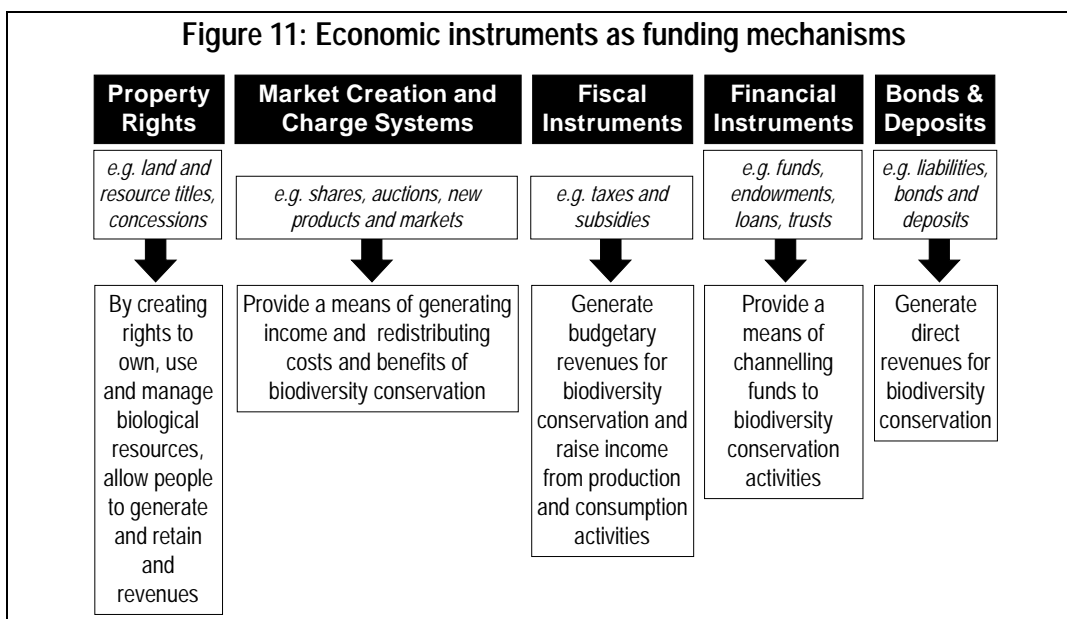 Figure 11: Economic instruments as funding mechanisms
Property
Rights
e.g. land and
resource titles,
concessions
By creating
rights to
own, use
and manage
biological
resources,
allow people
to generate
and retain
and
revenues
Market Creation and
Charge Systems
e.g. shares, auctions, new
products and markets
Provide a means of generating
income and redistributing
costs and benefits of
biodiversity conservation
Fiscal
Instruments
e.g. taxes and
subsidies
Generate
budgetary
revenues for
biodiversity
conservation and
raise income
from production
and consumption
activities
Financial
Instruments
e.g. funds,
endowments,
loans, trusts
Provide a
means of
channelling
funds to
biodiversity
conservation
activities
Bonds &
Deposits
e.g. liabilities,
bonds and
deposits
Generate
direct
revenues for
biodiversity
conservation